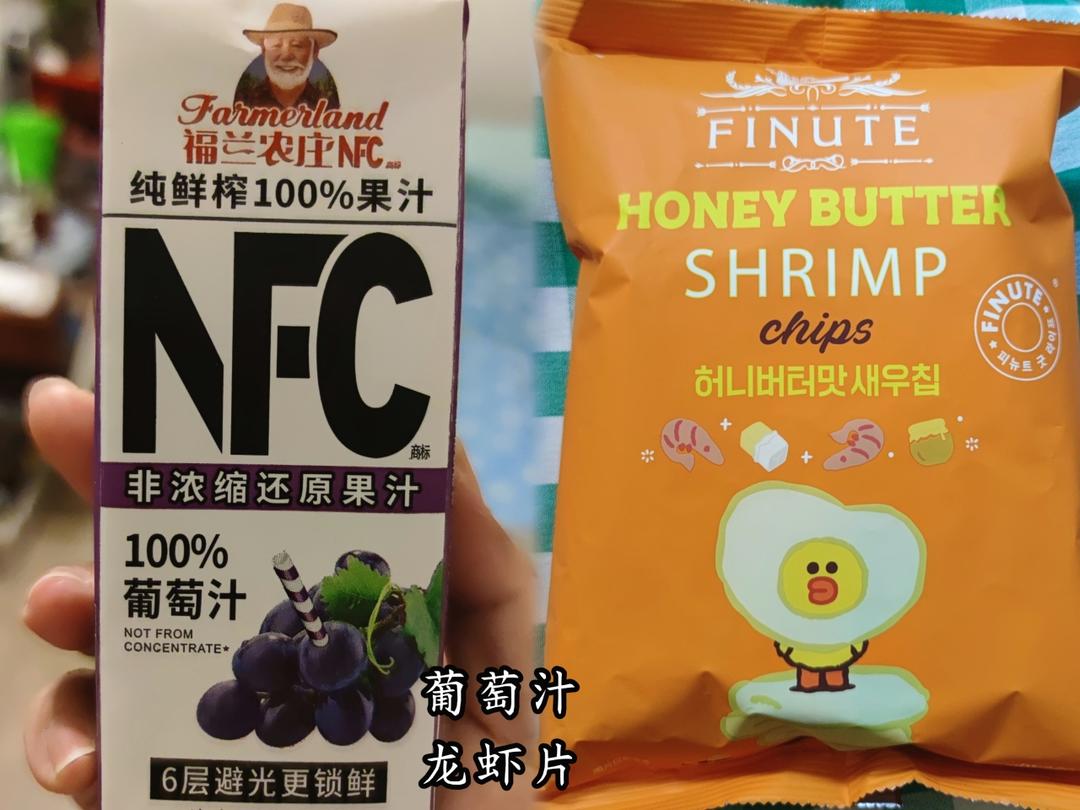 Farmerland
福兰农庄NFC
商标
纯鲜榨100%果汁
NFC
商标
非浓缩还原果汁
100%
葡萄汁
NOT FROM
CONCENTRATE★
6层避光更锁鲜
FINUTE
HONEY BUTTER
SHRIMP
chips
허니버터맛새우칩
FINUTE
葡萄汁
龙虾片